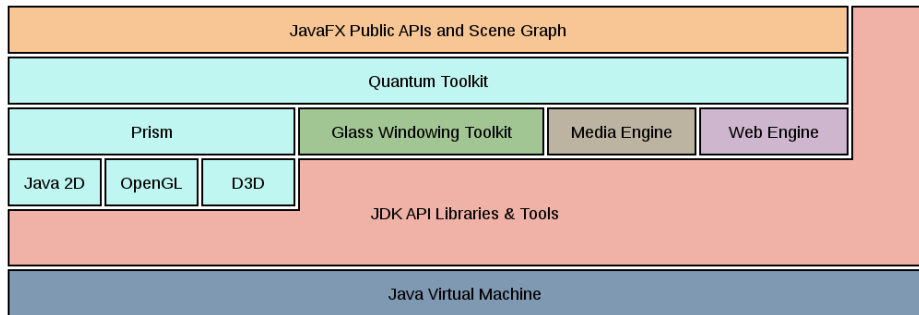 JavaFX Public APIs and Scene Graph
Quantum Toolkit
Prism
Glass Windowing Toolkit
Media Engine
Web Engine
Java 2D
OpenGL
D3D
JDK API Libraries & Tools
Java Virtual Machine